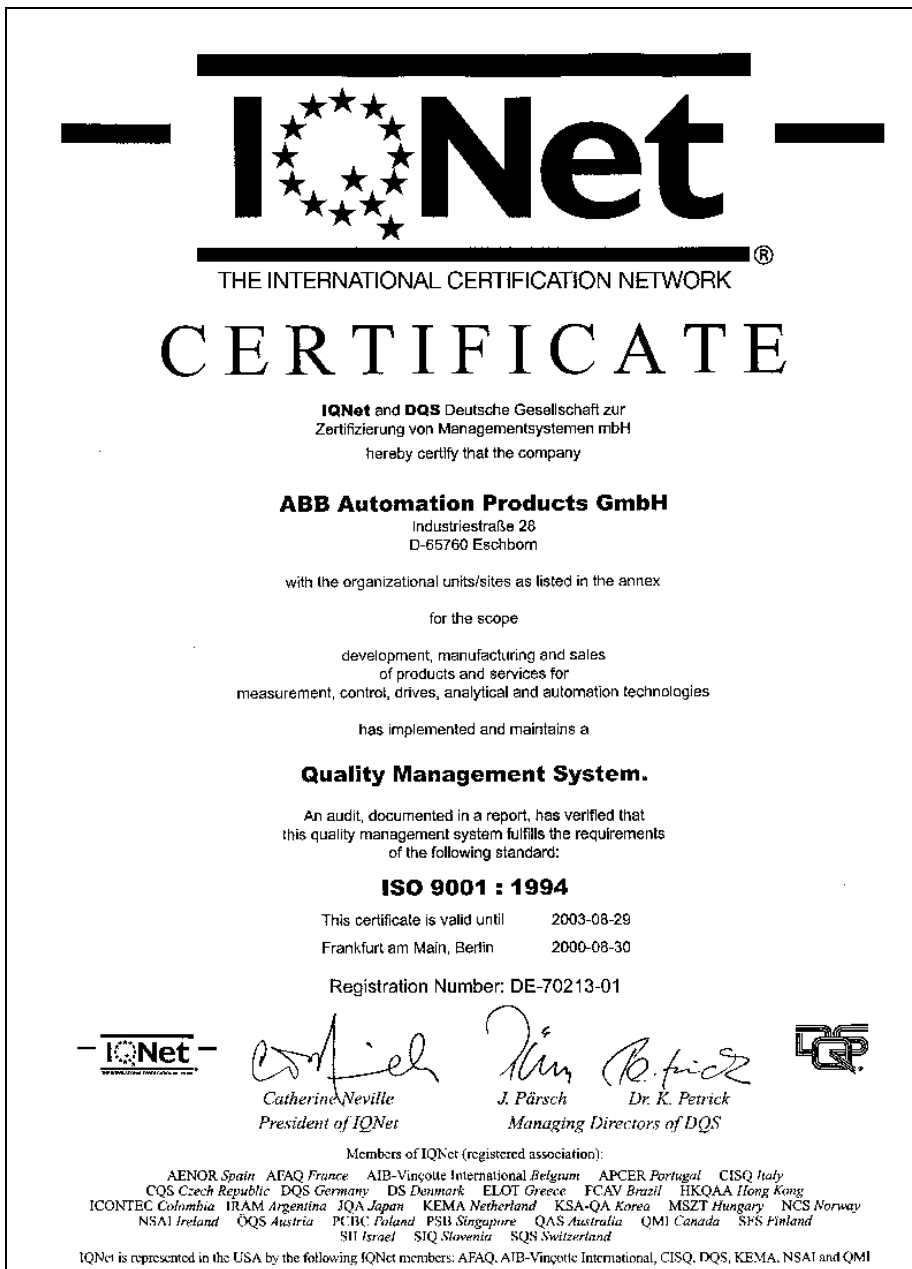 IQNet
®
THE INTERNATIONAL CERTIFICATION NETWORK
CERTIFICATE
IQNet and DQS Deutsche Gesellschaft zur
Zertifizierung von Managementsystemen mbH
hereby certify that the company
ABB Automation Products GmbH
Industriestraße 28
D-65760 Eschborn
with the organizational units/sites as listed in the annex
for the scope
development, manufacturing and sales
of products and services for
measurement, control, drives, analytical and automation technologies
has implemented and maintains a
Quality Management System.
An audit, documented in a report, has verified that
this quality management system fulfills the requirements
of the following standard:
ISO 9001 : 1994
This certificate is valid until 2003-08-29
Frankfurt am Main, Berlin 2000-08-30
Registration Number: DE-70213-01
IQNet
DQS
Catherine Neville J. Pärsch Dr. K. Petrick
President of IQNet Managing Directors of DQS
Members of IQNet (registered association):
AENOR Spain AFAQ France AIB-Vinçotte International Belgium APCER Portugal CISQ Italy
CQS Czech Republic DQS Germany DS Denmark ELOT Greece FCAV Brazil HKQAA Hong Kong
ICONTEC Colombia IRAM Argentina JQA Japan KEMA Netherland KSA-QA Korea MSZT Hungary NCS Norway
NSAI Ireland ÖQS Austria PCBC Poland PSB Singapore QAS Australia QMI Canada SFS Finland
SII Israel SIQ Slovenia SQS Switzerland
IQNet is represented in the USA by the following IQNet members: AFAQ, AIB-Vinçotte International, CISQ, DQS, KEMA, NSAI and QMI